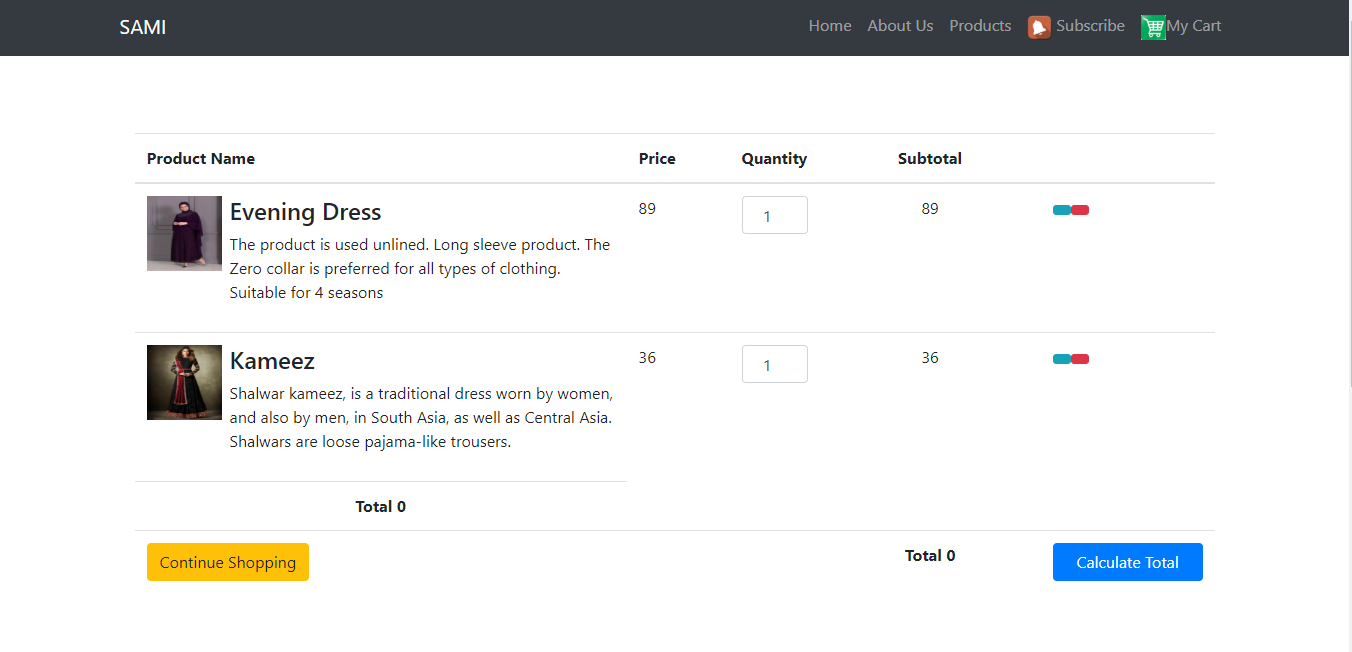 SAMI
Home About Us Products Subscribe My Cart
Product Name Price Quantity Subtotal
Evening Dress 89 1 89
The product is used unlined. Long sleeve product. The
Zero collar is preferred for all types of clothing.
Suitable for 4 seasons
Kameez 36 1 36
Shalwar kameez, is a traditional dress worn by women,
and also by men, in South Asia, as well as Central Asia.
Shalwars are loose pajama-like trousers.
Total 0
Continue Shopping Total 0 Calculate Total